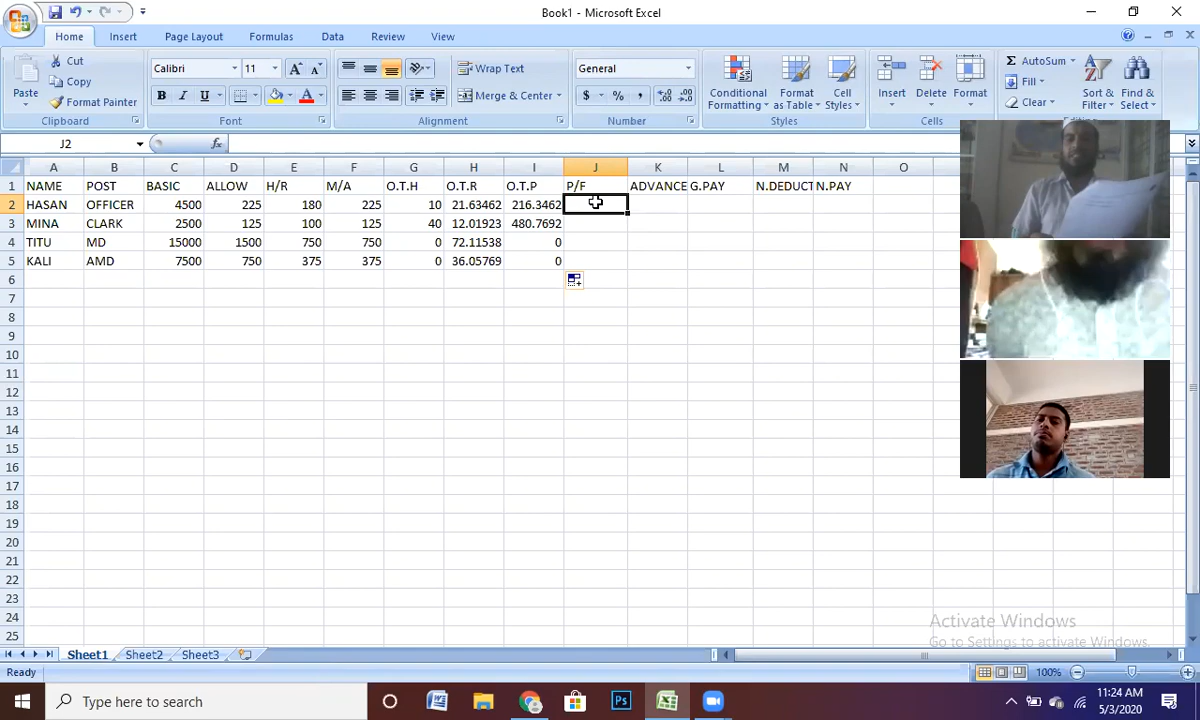 Book1 - Microsoft Excel
Home Insert Page Layout Formulas Data Review View
Paste
Cut
Copy
Format Painter
Clipboard
Calibri 11
B I U
Font
Wrap Text
Merge & Center
Alignment
General
$ % ,
Number
Conditional Formatting
Format as Table
Cell Styles
Styles
Insert Delete Format
Cells
Σ AutoSum
Fill
Clear
Sort & Filter
Find & Select
J2 fx
A B C D E F G H I J K L M N O
1 NAME POST BASIC ALLOW H/R M/A O.T.H O.T.R O.T.P P/F ADVANCE G.PAY N.DEDUCT N.PAY
2 HASAN OFFICER 4500 225 180 225 10 21.63462 216.3462
3 MINA CLARK 2500 125 100 125 40 12.01923 480.7692
4 TITU MD 15000 1500 750 750 0 72.11538 0
5 KALI AMD 7500 750 375 375 0 36.05769 0
6
7
8
9
10
11
12
13
14
15
16
17
18
19
20
21
22
23
24
25
Activate Windows
Go to Settings to activate Windows.
Sheet1 Sheet2 Sheet3
Ready 100%
Type here to search
11:24 AM
5/3/2020